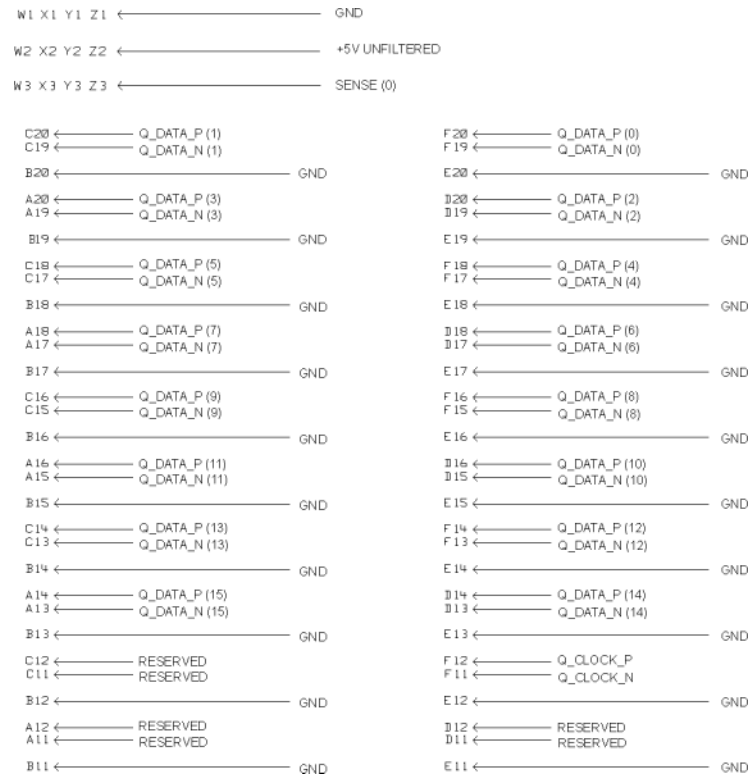 W1 X1 Y1 Z1 GND
W2 X2 Y2 Z2 +5V UNFILTERED
W3 X3 Y3 Z3 SENSE (0)
C20 Q_DATA_P (1)
C19 Q_DATA_N (1)
B20 GND
A20 Q_DATA_P (3)
A19 Q_DATA_N (3)
B19 GND
C18 Q_DATA_P (5)
C17 Q_DATA_N (5)
B18 GND
A18 Q_DATA_P (7)
A17 Q_DATA_N (7)
B17 GND
C16 Q_DATA_P (9)
C15 Q_DATA_N (9)
B16 GND
A16 Q_DATA_P (11)
A15 Q_DATA_N (11)
B15 GND
C14 Q_DATA_P (13)
C13 Q_DATA_N (13)
B14 GND
A14 Q_DATA_P (15)
A13 Q_DATA_N (15)
B13 GND
C12 RESERVED
C11 RESERVED
B12 GND
A12 RESERVED
A11 RESERVED
B11 GND
F20 Q_DATA_P (0)
F19 Q_DATA_N (0)
E20 GND
D20 Q_DATA_P (2)
D19 Q_DATA_N (2)
E19 GND
F18 Q_DATA_P (4)
F17 Q_DATA_N (4)
E18 GND
D18 Q_DATA_P (6)
D17 Q_DATA_N (6)
E17 GND
F16 Q_DATA_P (8)
F15 Q_DATA_N (8)
E16 GND
D16 Q_DATA_P (10)
D15 Q_DATA_N (10)
E15 GND
F14 Q_DATA_P (12)
F13 Q_DATA_N (12)
E14 GND
D14 Q_DATA_P (14)
D13 Q_DATA_N (14)
E13 GND
F12 Q_CLOCK_P
F11 Q_CLOCK_N
E12 GND
D12 RESERVED
D11 RESERVED
E11 GND